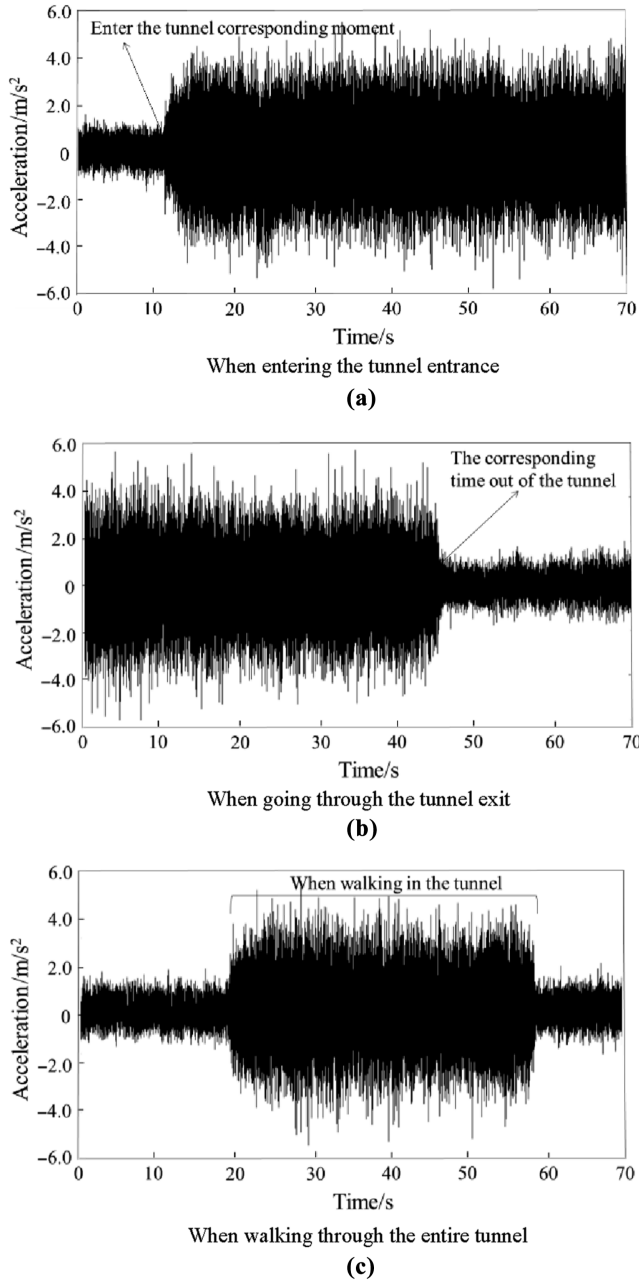 6.0
Enter the tunnel corresponding moment
4.0
2.0
0
−2.0
−4.0
−6.0
Acceleration/m/s²
0 10 20 30 40 50 60 70
Time/s
When entering the tunnel entrance
(a)
6.0
The corresponding
time out of the tunnel
4.0
2.0
0
−2.0
−4.0
−6.0
Acceleration/m/s²
0 10 20 30 40 50 60 70
Time/s
When going through the tunnel exit
(b)
6.0
When walking in the tunnel
4.0
2.0
0
−2.0
−4.0
−6.0
Acceleration/m/s²
0 10 20 30 40 50 60 70
Time/s
When walking through the entire tunnel
(c)